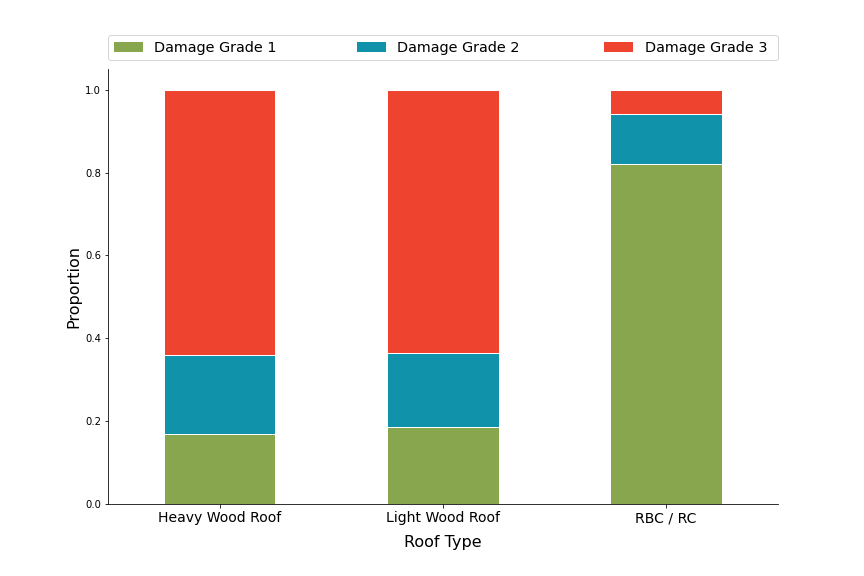 Damage Grade 1 Damage Grade 2 Damage Grade 3
1.0
0.8
0.6
0.4
0.2
0.0
Proportion
Heavy Wood Roof Light Wood Roof RBC / RC
Roof Type